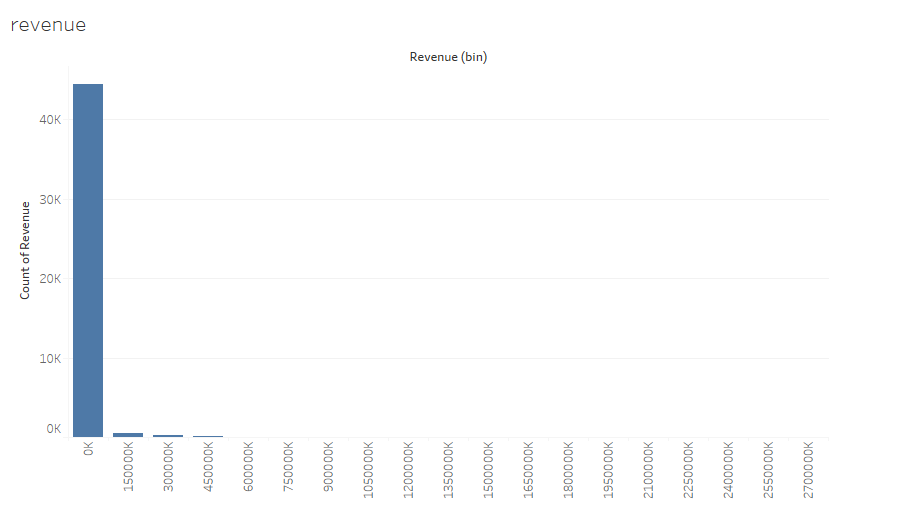 revenue
Revenue (bin)
Count of Revenue
40K
30K
20K
10K
0K
0K
150000K
300000K
450000K
600000K
750000K
900000K
1050000K
1200000K
1350000K
1500000K
1650000K
1800000K
1950000K
2100000K
2250000K
2400000K
2550000K
2700000K